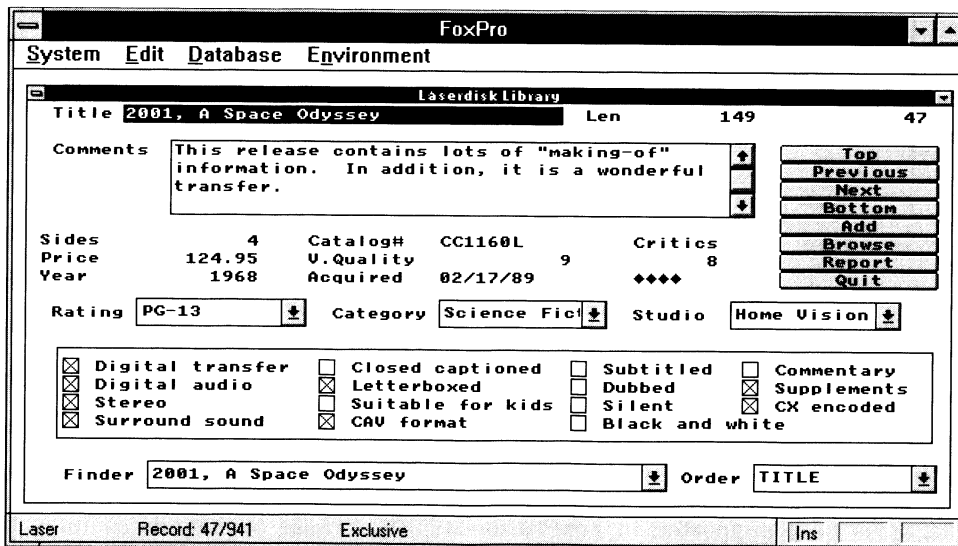 FoxPro
System Edit Database Environment
Laserdisk Library
Title 2001, A Space Odyssey Len 149 47
Comments This release contains lots of "making-of"
information. In addition, it is a wonderful
transfer.
Top
Previous
Next
Bottom
Add
Browse
Report
Quit
Sides 4 Catalog# CC1160L Critics
Price 124.95 V.Quality 9 8
Year 1968 Acquired 02/17/89 ♦♦♦♦
Rating PG-13 Category Science Fict Studio Home Vision
Digital transfer Closed captioned Subtitled Commentary
Digital audio Letterboxed Dubbed Supplements
Stereo Suitable for kids Silent CX encoded
Surround sound CAV format Black and white
Finder 2001, A Space Odyssey Order TITLE
Laser Record: 47/941 Exclusive Ins